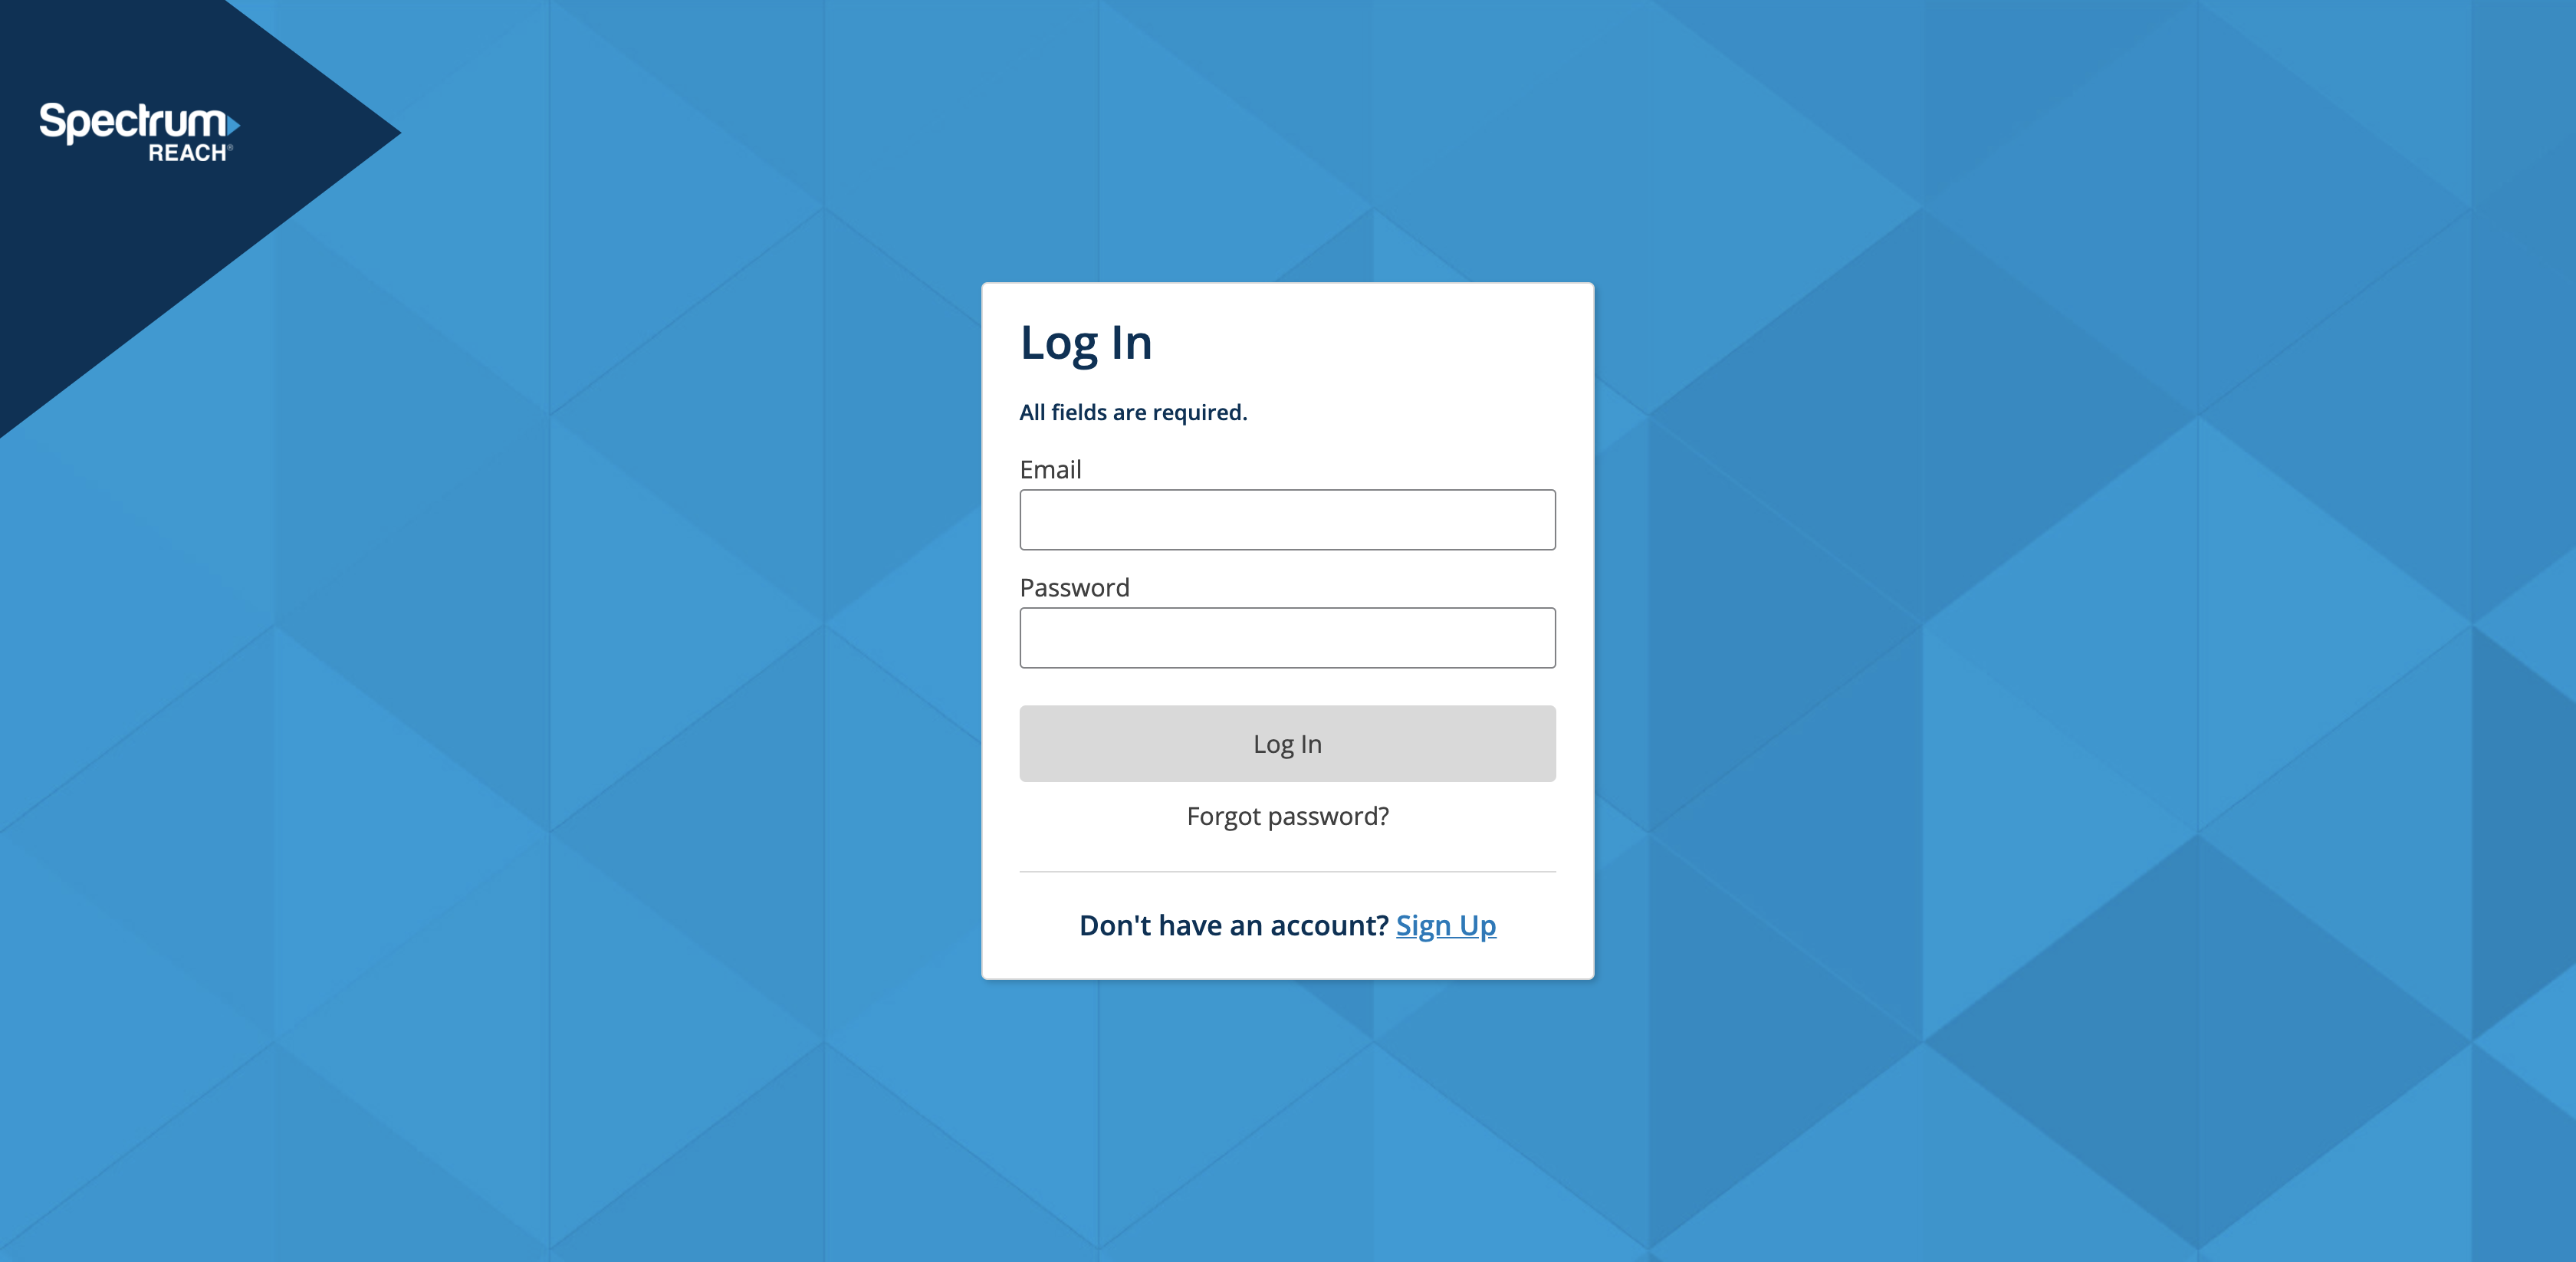 Spectrum
REACH®
Log In
All fields are required.
Email
Password
Log In
Forgot password?
Don't have an account? Sign Up